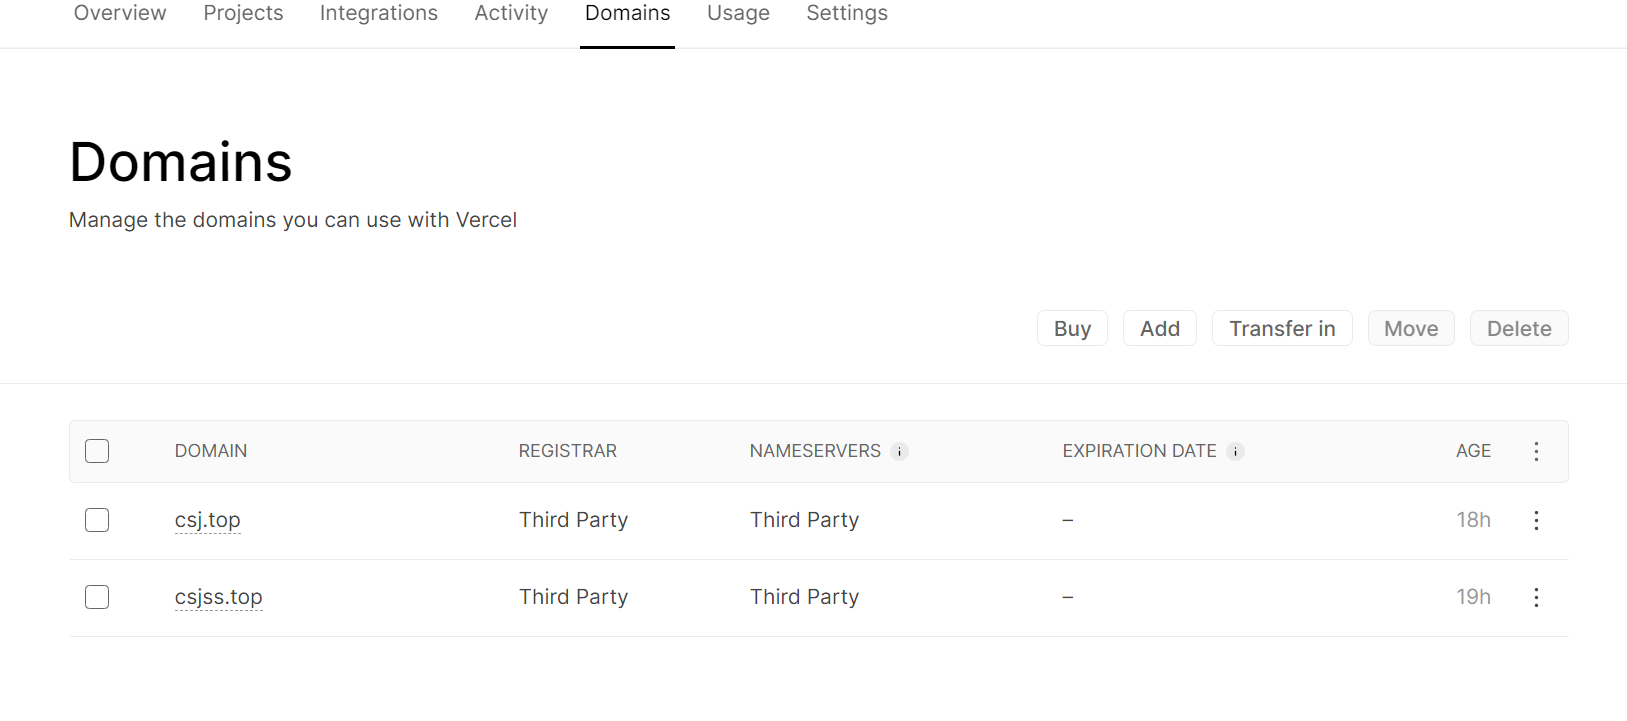 Overview Projects Integrations Activity Domains Usage Settings
Domains
Manage the domains you can use with Vercel
Buy Add Transfer in Move Delete
DOMAIN REGISTRAR NAMESERVERS i EXPIRATION DATE i AGE
csj.top Third Party Third Party – 18h
csjss.top Third Party Third Party – 19h